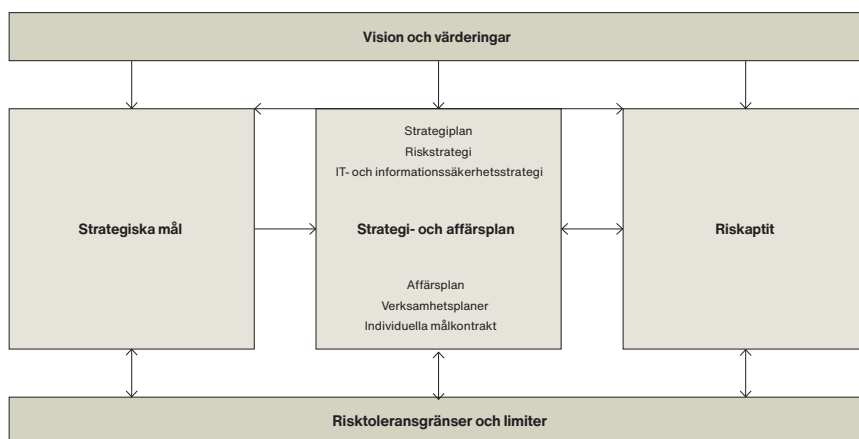 Vision och värderingar
Strategiska mål
Strategiplan
Riskstrategi
IT- och informationssäkerhetsstrategi
Strategi- och affärsplan
Affärsplan
Verksamhetsplaner
Individuella målkontrakt
Riskaptit
Risktoleransgränser och limiter